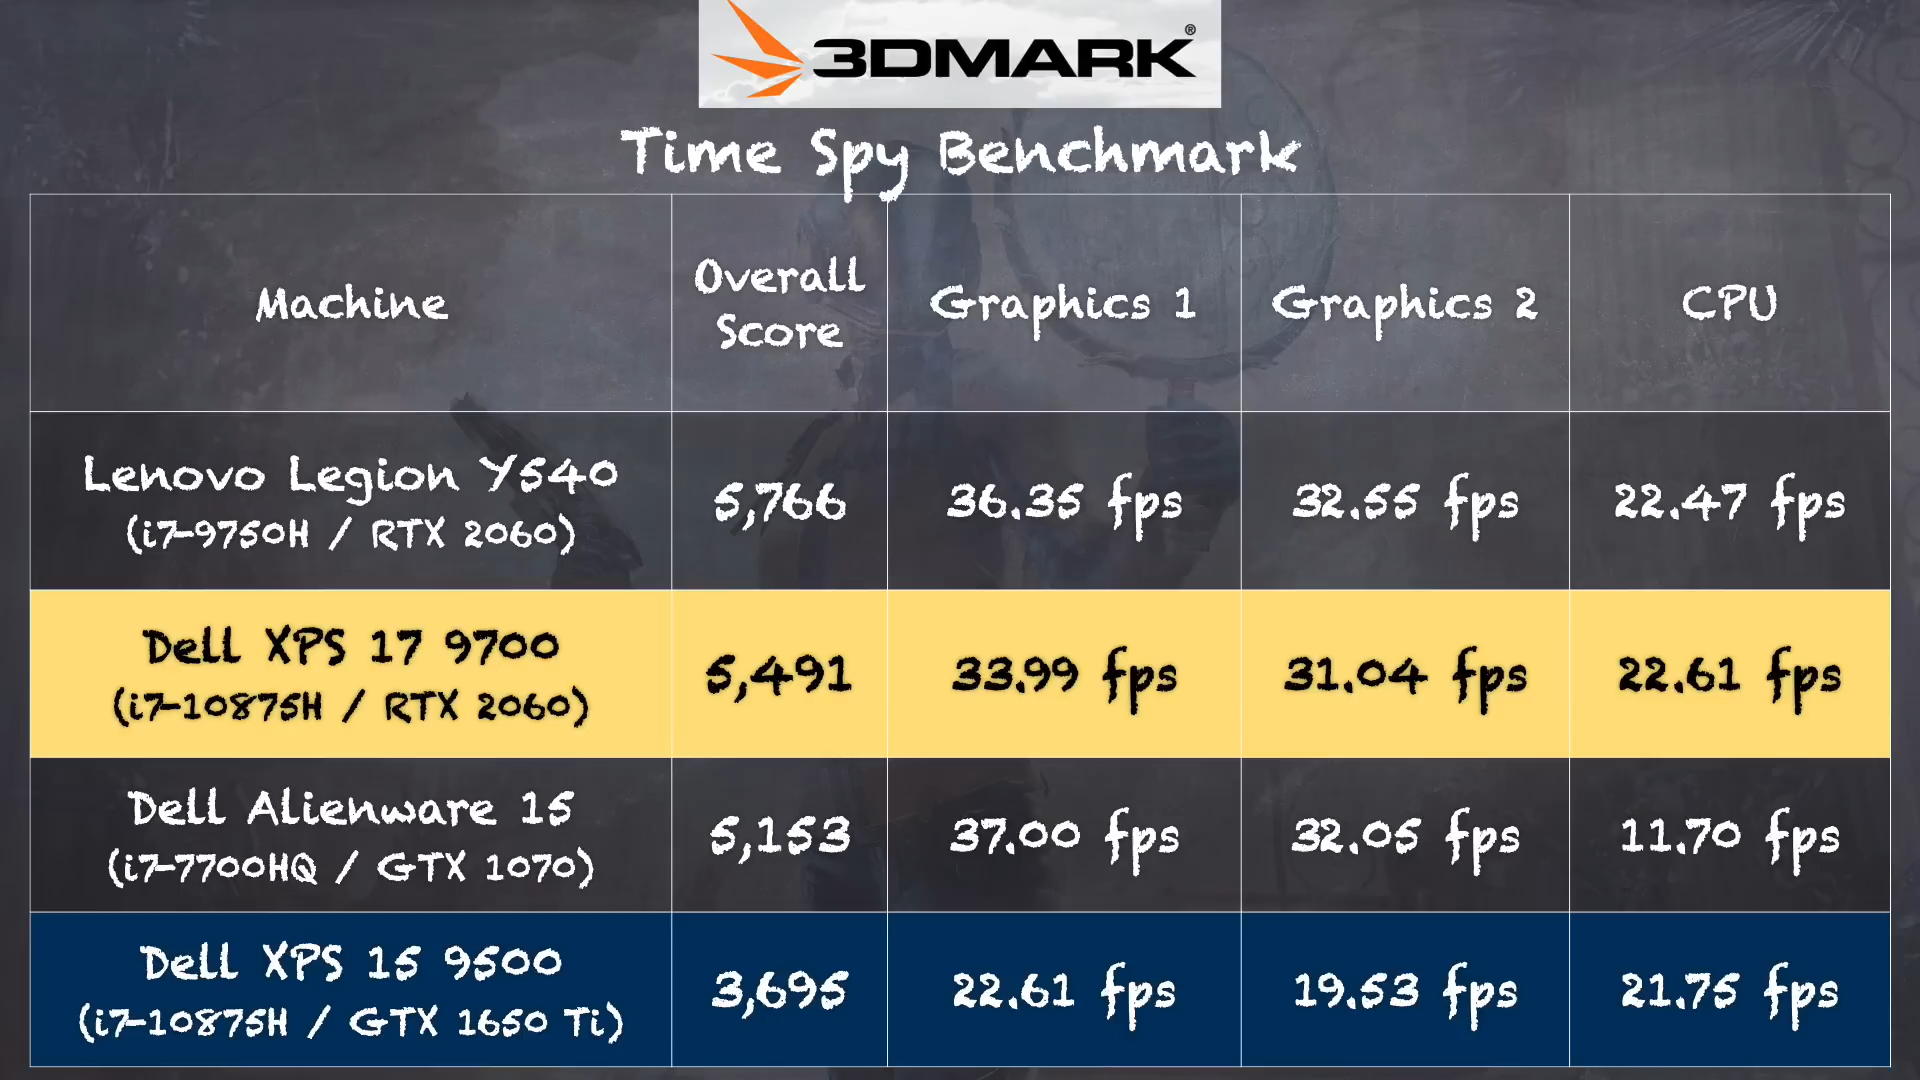 3DMARK®
Time Spy Benchmark
Machine
Overall
Score
Graphics 1
Graphics 2
CPU
Lenovo Legion Y540
(i7-9750H / RTX 2060)
5,766
36.35 fps
32.55 fps
22.47 fps
Dell XPS 17 9700
(i7-10875H / RTX 2060)
5,491
33.99 fps
31.04 fps
22.61 fps
Dell Alienware 15
(i7-7700HQ / GTX 1070)
5,153
37.00 fps
32.05 fps
11.70 fps
Dell XPS 15 9500
(i7-10875H / GTX 1650 Ti)
3,695
22.61 fps
19.53 fps
21.75 fps